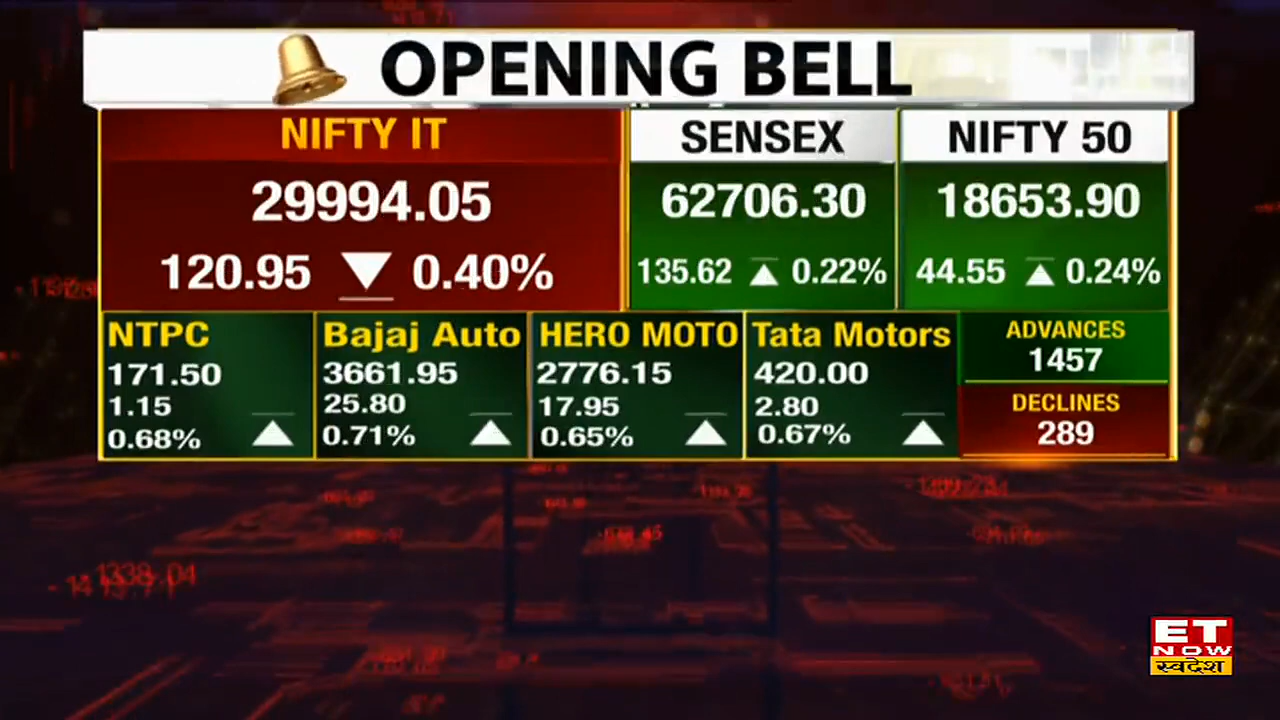 OPENING BELL
NIFTY IT
29994.05
120.95 0.40%
SENSEX
62706.30
135.62 0.22%
NIFTY 50
18653.90
44.55 0.24%
NTPC
171.50
1.15
0.68%
Bajaj Auto
3661.95
25.80
0.71%
HERO MOTO
2776.15
17.95
0.65%
Tata Motors
420.00
2.80
0.67%
ADVANCES
1457
DECLINES
289
ET
NOW
स्वदेश